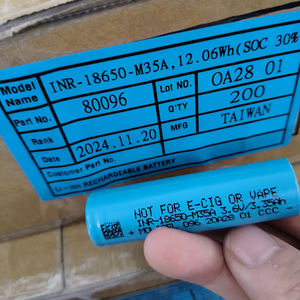 Model Name INR-18650-M35A,12.06Wh(SOC 30%
Part No. 80096 Lot NO. OA28 01
Rank Q'TY 200
Date 2024.11.20 MFG TAIWAN
Customer Part No.
Li-ion RECHARGEABLE BATTERY
NOT FOR E-CIG OR VAPE
INR-18650-M35A 3.6V/3.35Ah